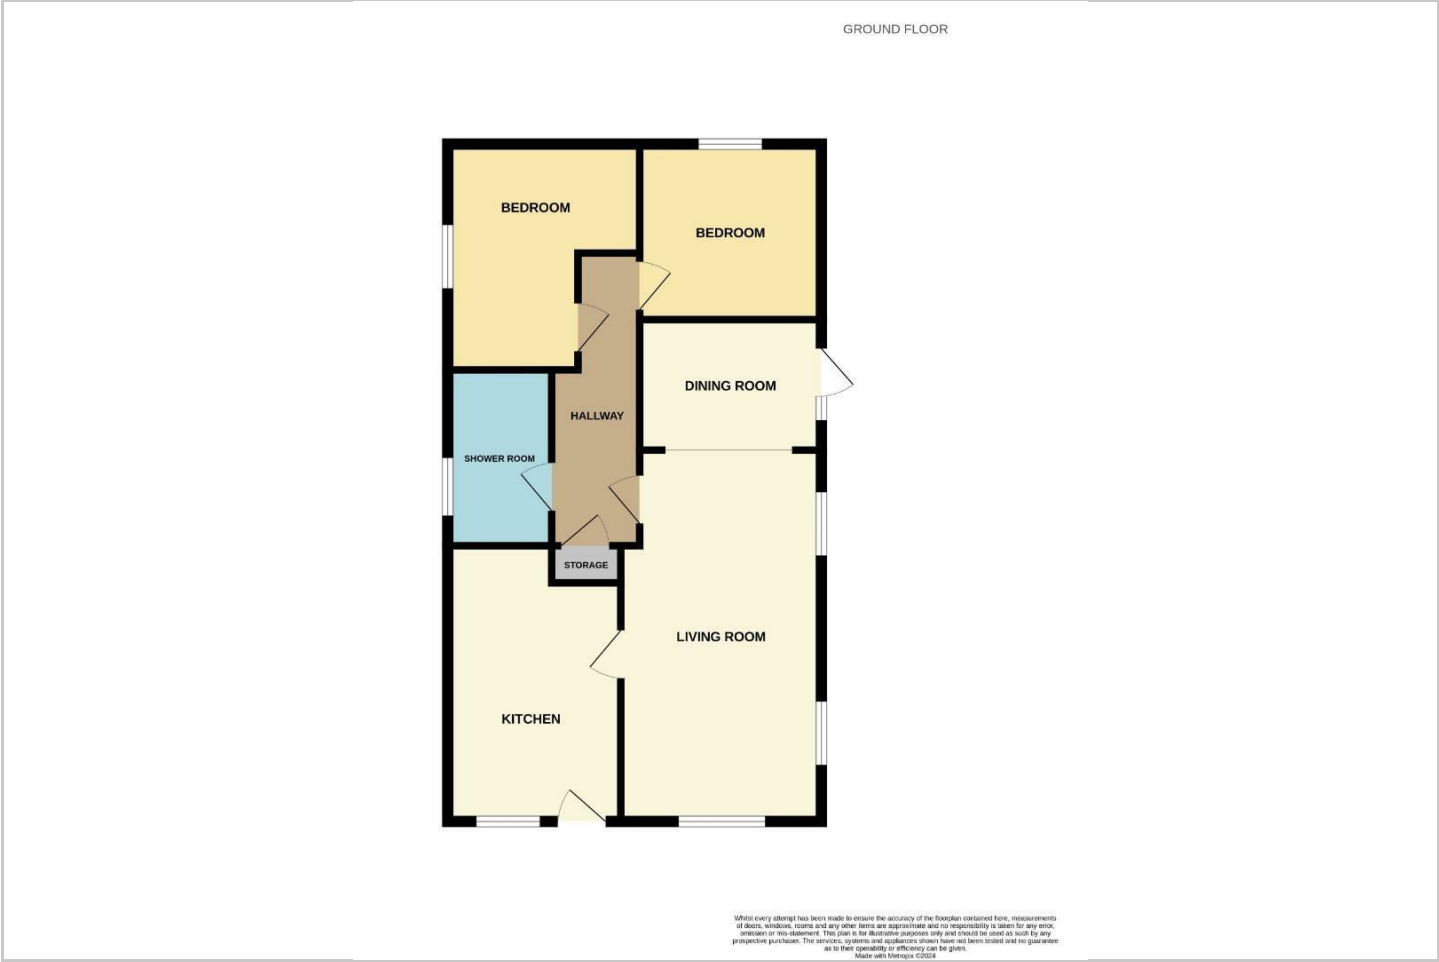 GROUND FLOOR
BEDROOM
BEDROOM
DINING ROOM
HALLWAY
SHOWER ROOM
STORAGE
LIVING ROOM
KITCHEN
Whilst every attempt has been made to ensure the accuracy of the floorplan contained here, measurements
of doors, windows, rooms and any other items are approximate and no responsibility is taken for any error,
omission or mis-statement. This plan is for illustrative purposes only and should be used as such by any
prospective purchaser. The services, systems and appliances shown have not been tested and no guarantee
as to their operability or efficiency can be given.
Made with Metropix ©2024